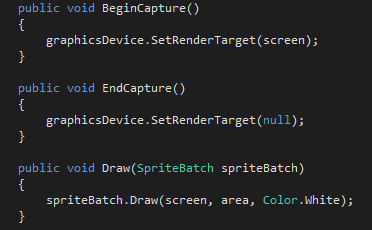 public void BeginCapture()
{
    graphicsDevice.SetRenderTarget(screen);
}

public void EndCapture()
{
    graphicsDevice.SetRenderTarget(null);
}

public void Draw(SpriteBatch spriteBatch)
{
    spriteBatch.Draw(screen, area, Color.White);
}